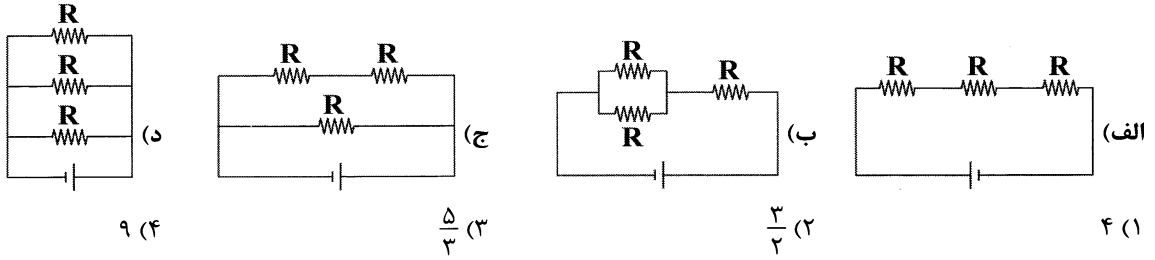 الف) R R R
ب) R R R
ج) R R R
د) R R R
۱) ۴
۲) ۳/۲
۳) ۵/۳
۴) ۹